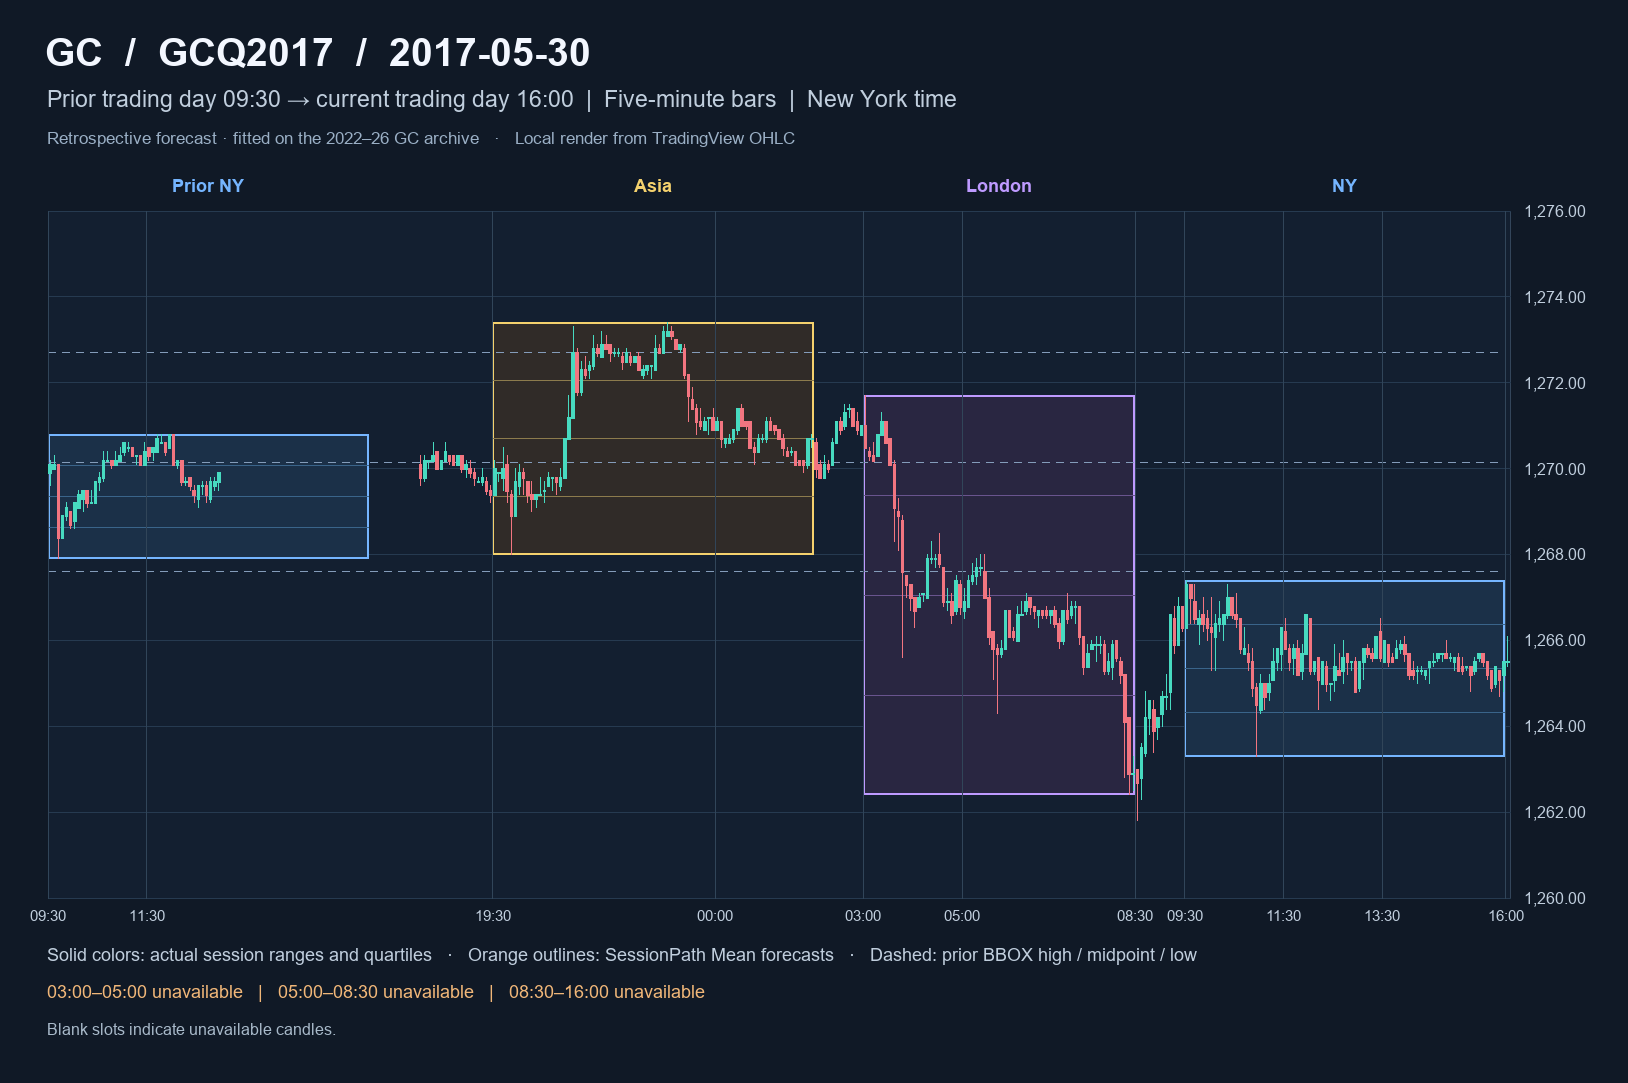 GC / GCQ2017 / 2017-05-30
Prior trading day 09:30 → current trading day 16:00 | Five-minute bars | New York time
Retrospective forecast · fitted on the 2022–26 GC archive · Local render from TradingView OHLC
Prior NY
Asia
London
NY
1,276.00
1,274.00
1,272.00
1,270.00
1,268.00
1,266.00
1,264.00
1,262.00
1,260.00
09:30 11:30 19:30 00:00 03:00 05:00 08:30 09:30 11:30 13:30 16:00
Solid colors: actual session ranges and quartiles · Orange outlines: SessionPath Mean forecasts · Dashed: prior BBOX high / midpoint / low
03:00–05:00 unavailable | 05:00–08:30 unavailable | 08:30–16:00 unavailable
Blank slots indicate unavailable candles.